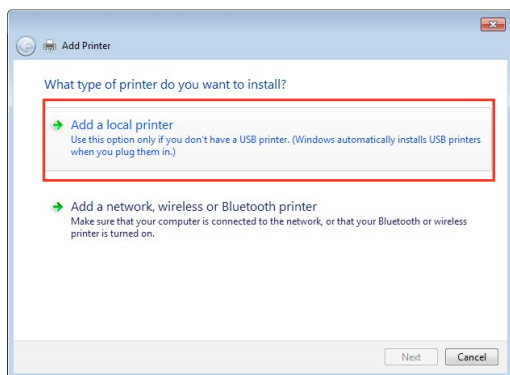 Add Printer
What type of printer do you want to install?
Add a local printer
Use this option only if you don't have a USB printer. (Windows automatically installs USB printers
when you plug them in.)
Add a network, wireless or Bluetooth printer
Make sure that your computer is connected to the network, or that your Bluetooth or wireless
printer is turned on.
Next
Cancel